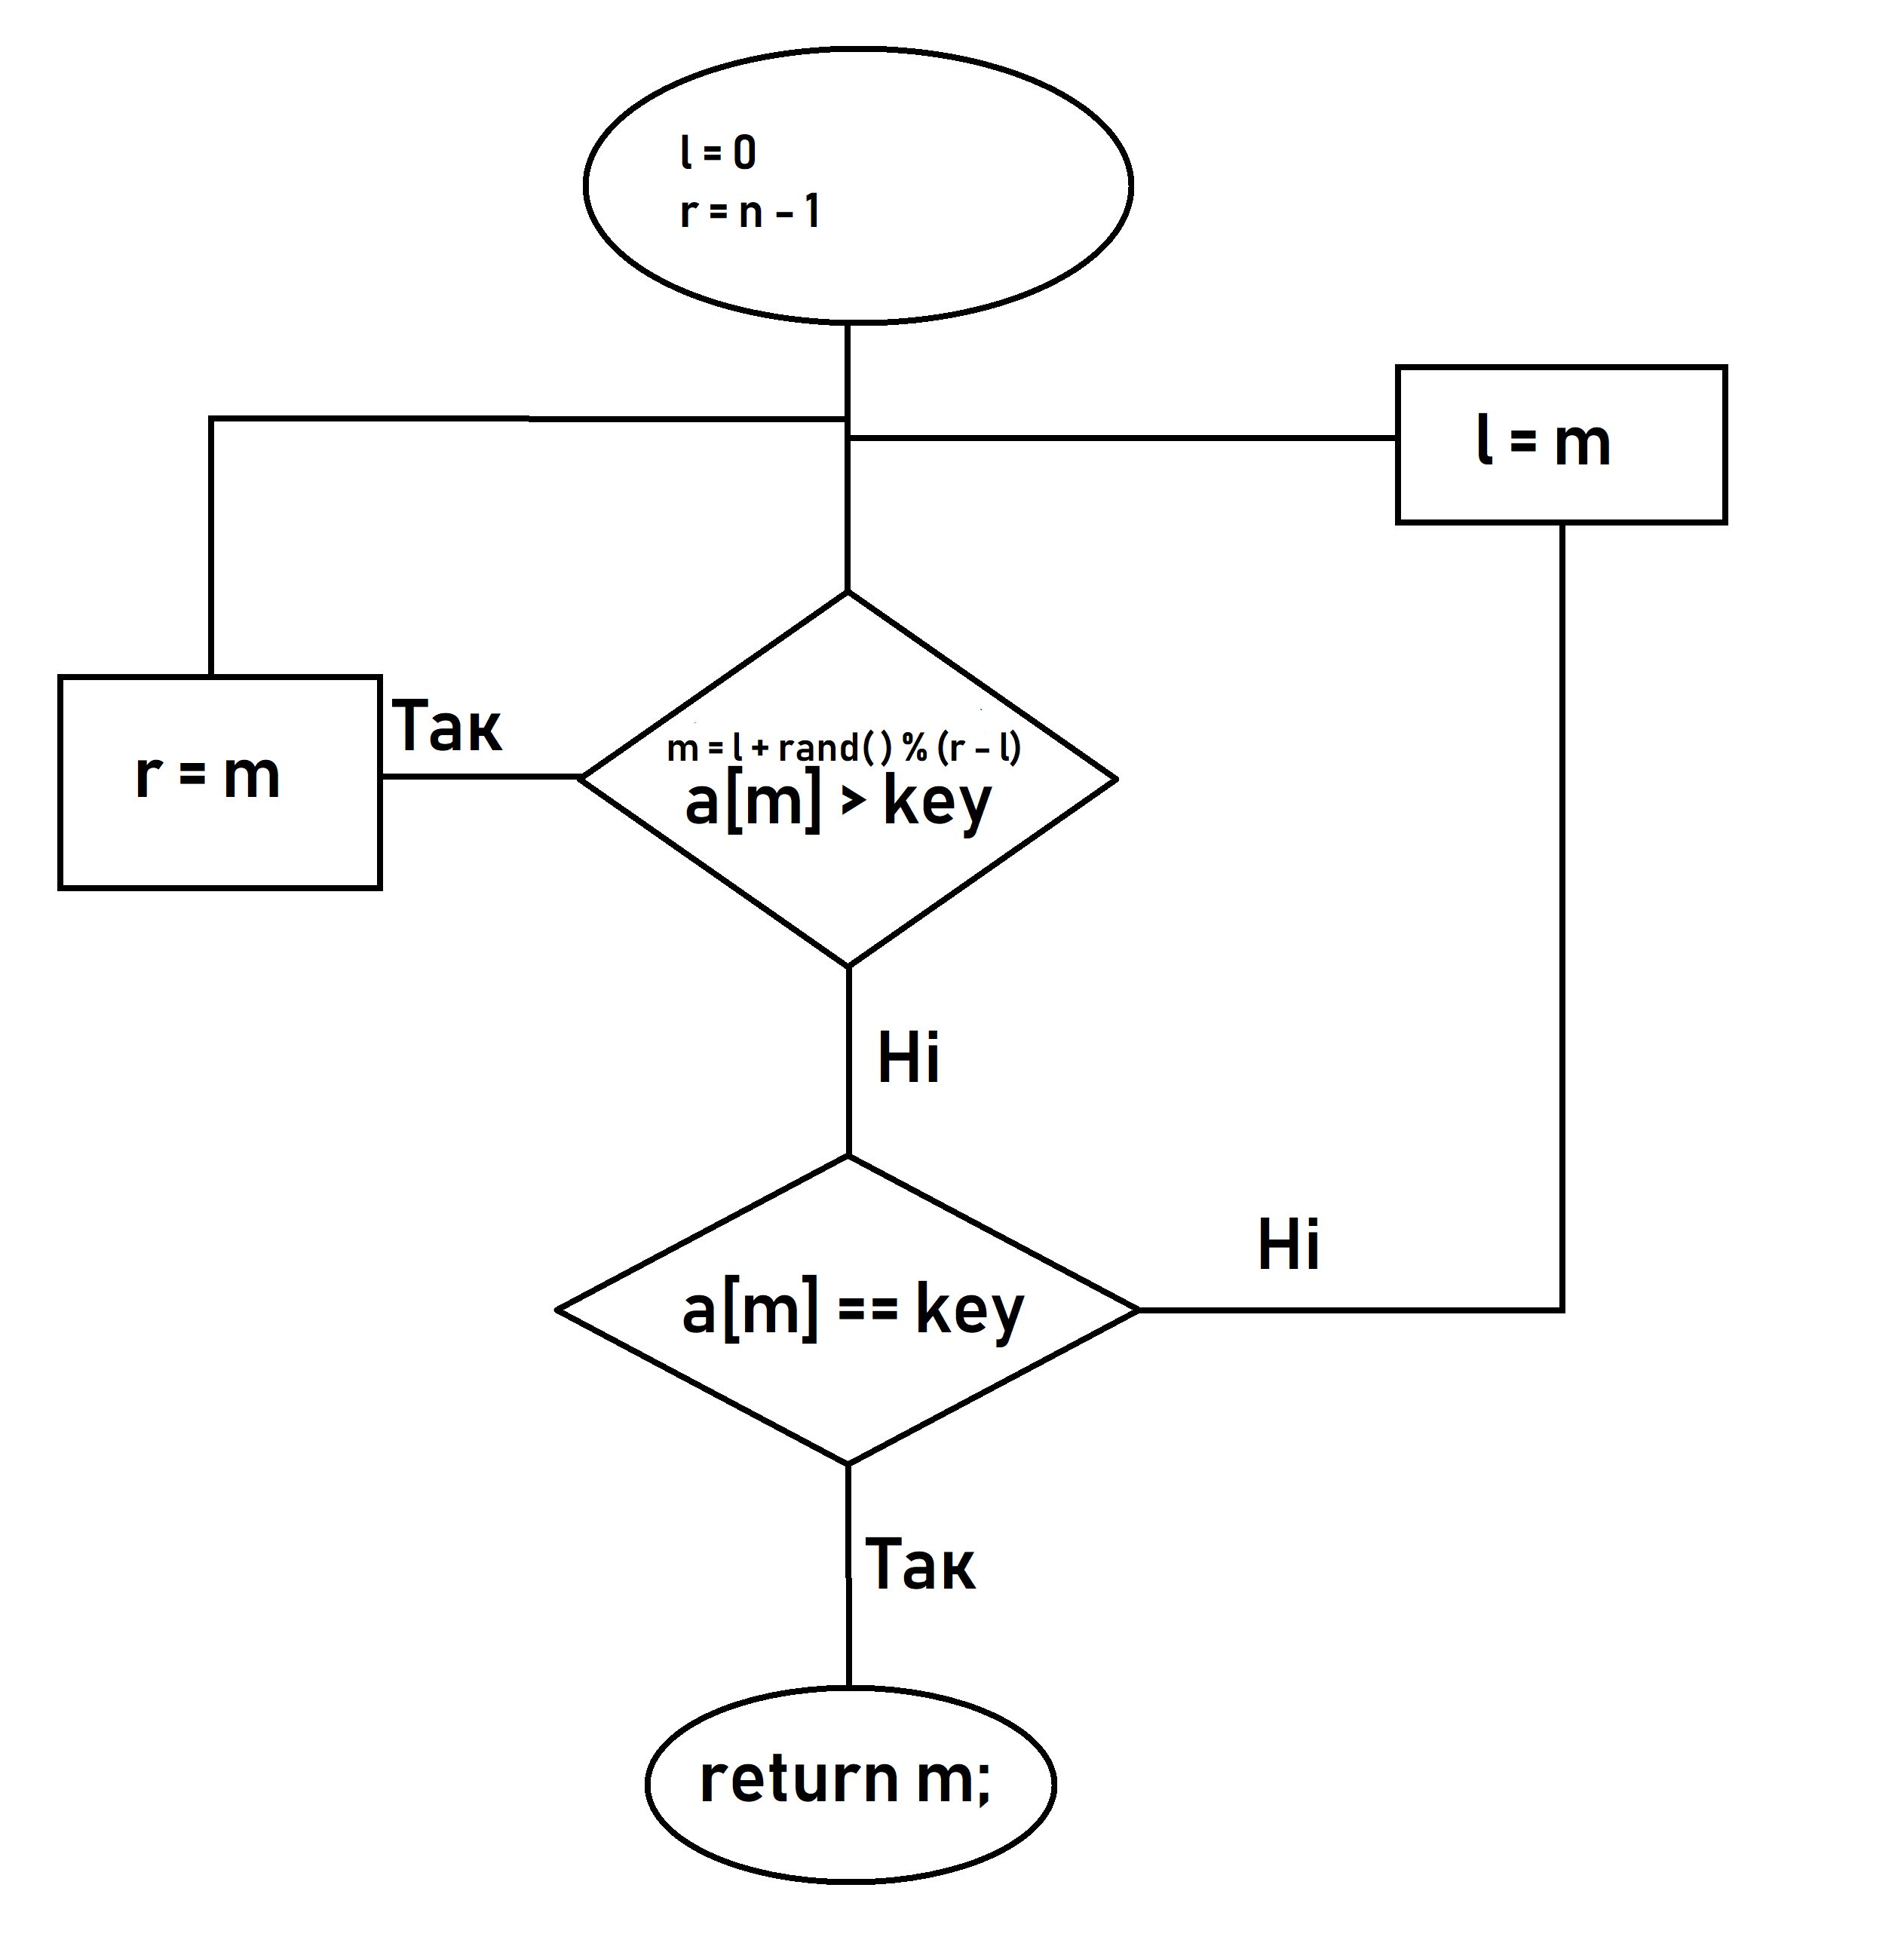 l = 0
r = n - 1
l = m
Так
r = m
m = l + rand() % (r - l)
a[m] > key
Ні
Ні
a[m] == key
Так
return m;